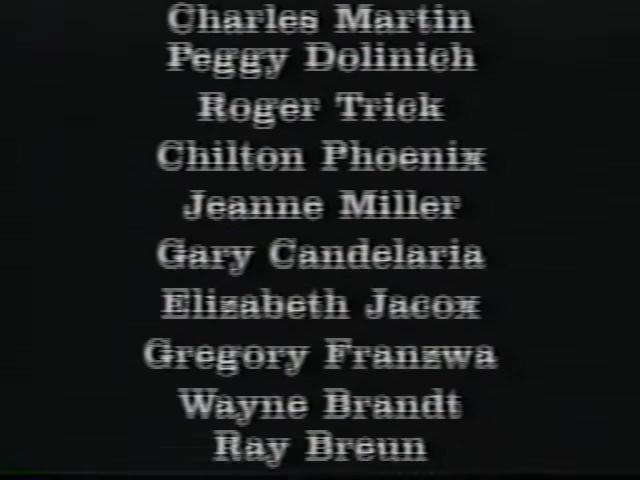 Charles Martin
Peggy Dolinich
Roger Trick
Chilton Phoenix
Jeanne Miller
Gary Candelaria
Elizabeth Jacox
Gregory Franzwa
Wayne Brandt
Ray Breun